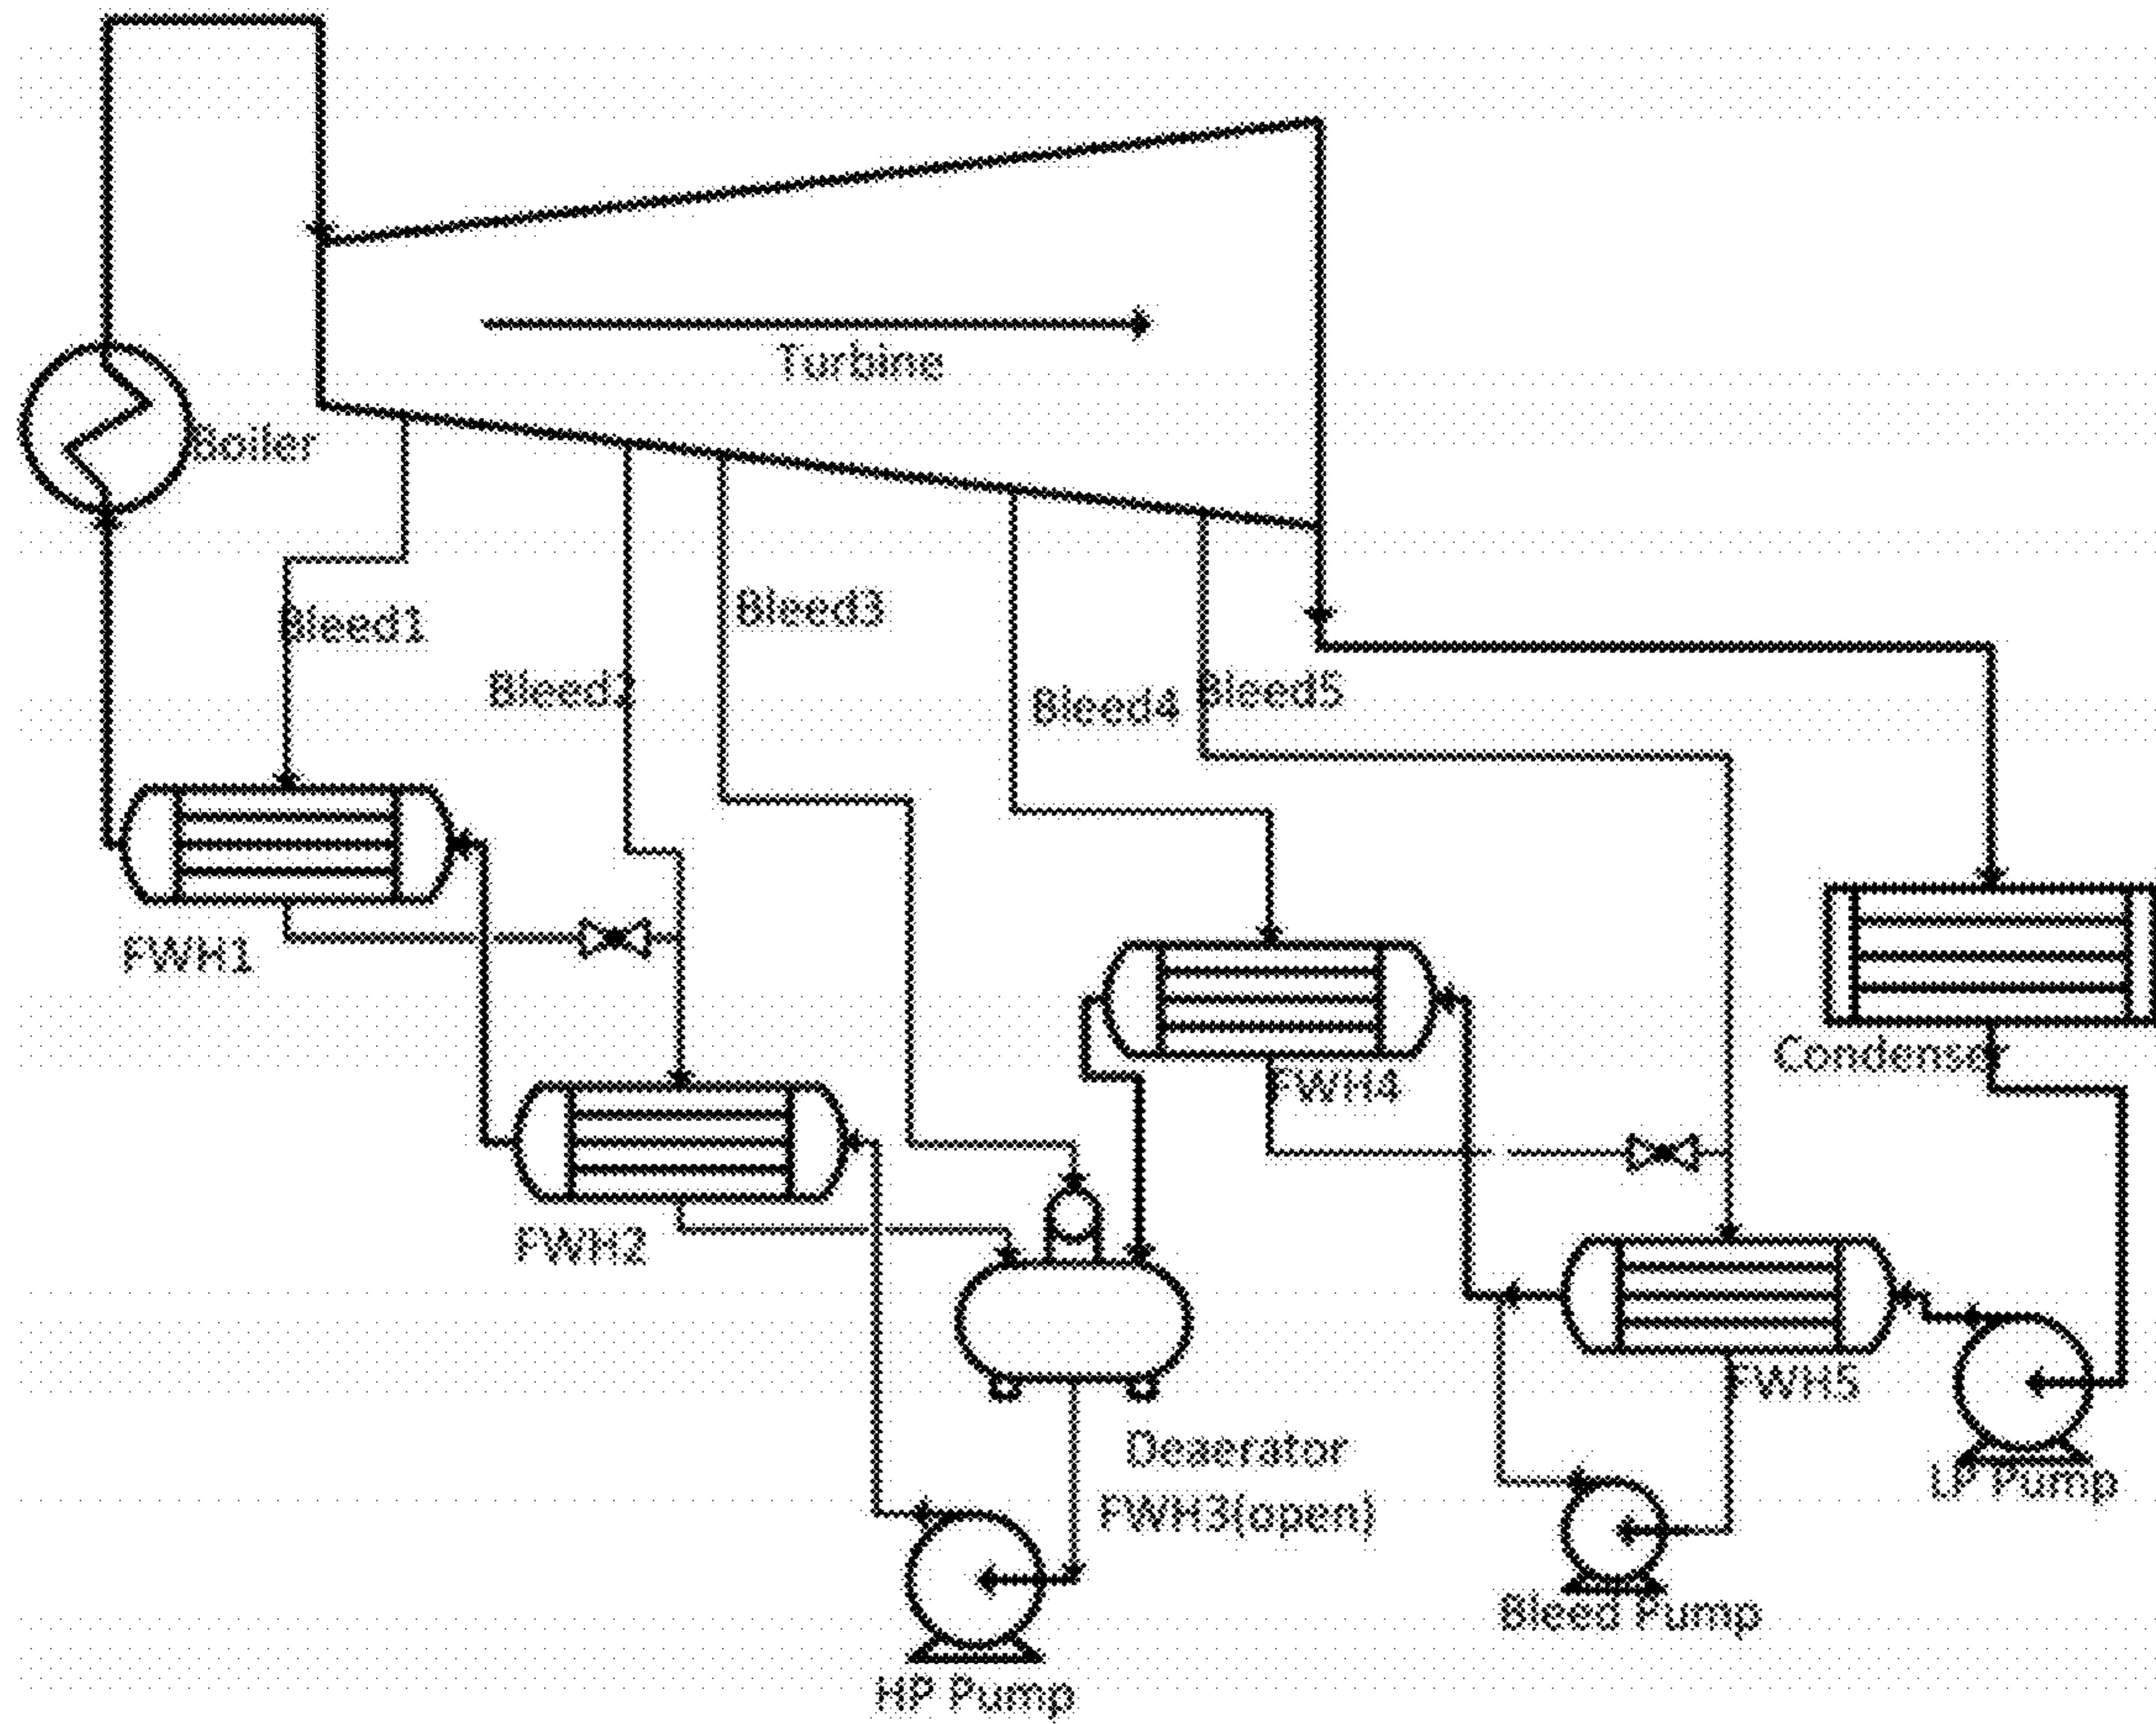 Turbine
Boiler
Bleed1
Bleed2
Bleed3
Bleed4
Bleed5
FWH1
FWH2
FWH4
Condenser
FWH5
Deaerator
FWH3(open)
LP Pump
Bleed Pump
HP Pump